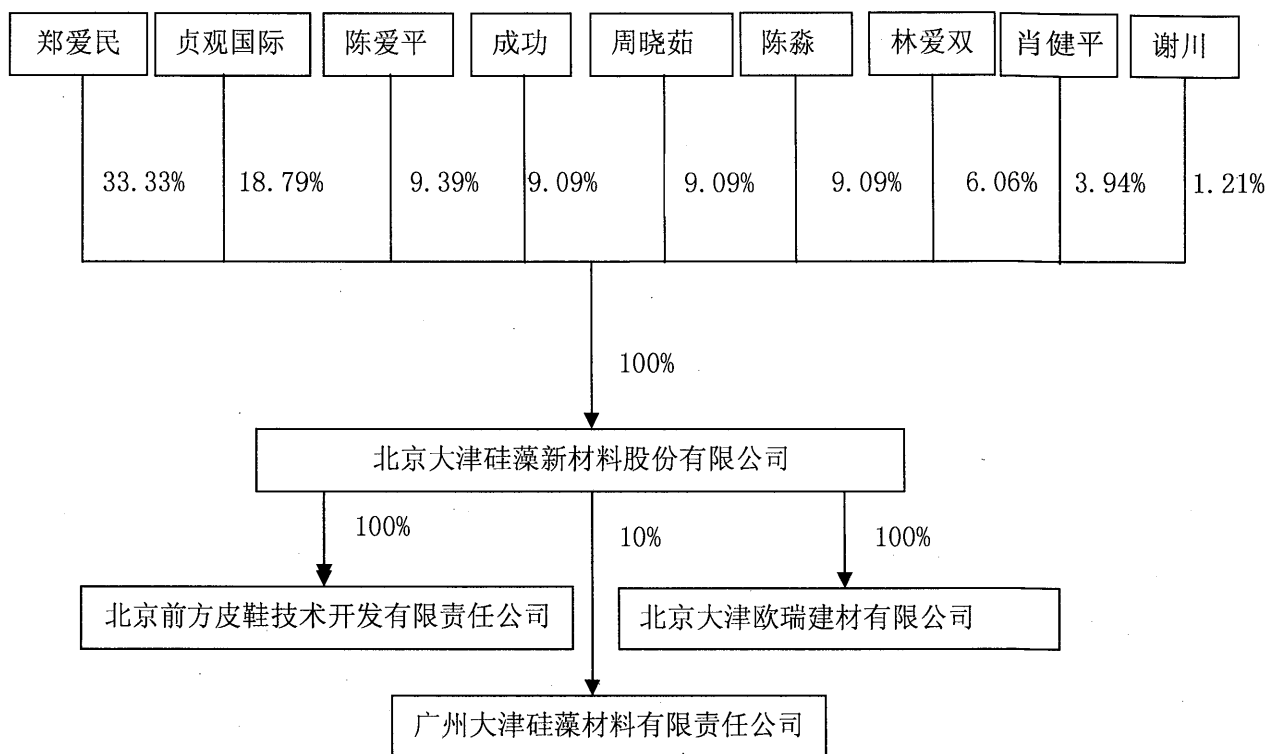 郑爱民 贞观国际 陈爱平 成功 周晓茹 陈淼 林爱双 肖健平 谢川
33.33% 18.79% 9.39% 9.09% 9.09% 9.09% 6.06% 3.94% 1.21%
100%
北京大津硅藻新材料股份有限公司
100% 10% 100%
北京前方皮鞋技术开发有限责任公司 北京大津欧瑞建材有限公司
广州大津硅藻材料有限责任公司